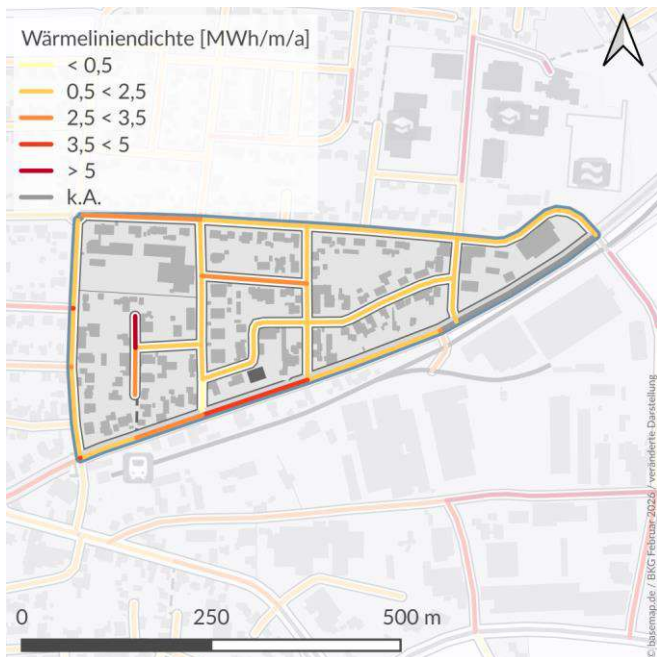 Wärmeliniendichte [MWh/m/a]
< 0,5
0,5 < 2,5
2,5 < 3,5
3,5 < 5
> 5
k.A.
0 250 500 m
© basemap.de / BKG Februar 2026 / veränderte Darstellung